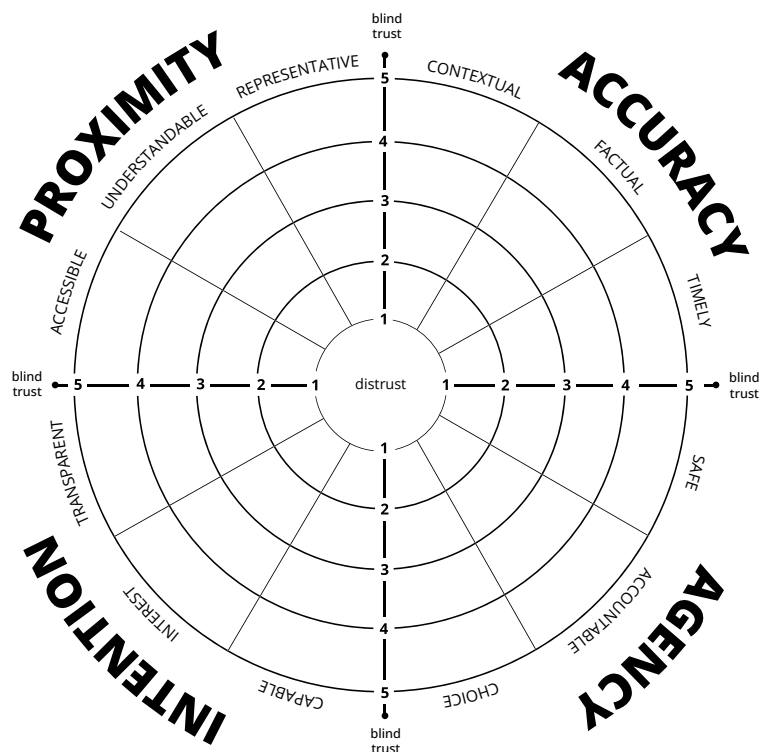 blind
trust
PROXIMITY
ACCURACY
REPRESENTATIVE
CONTEXTUAL
UNDERSTANDABLE
FACTUAL
ACCESSIBLE
TIMELY
5
4
3
2
1
blind
trust
5
4
3
2
1
distrust
1
2
3
4
5
blind
trust
1
2
3
4
5
TRANSPARENT
SAFE
INTEREST
ACCOUNTABLE
CAPABLE
CHOICE
INTENTION
AGENCY
blind
trust